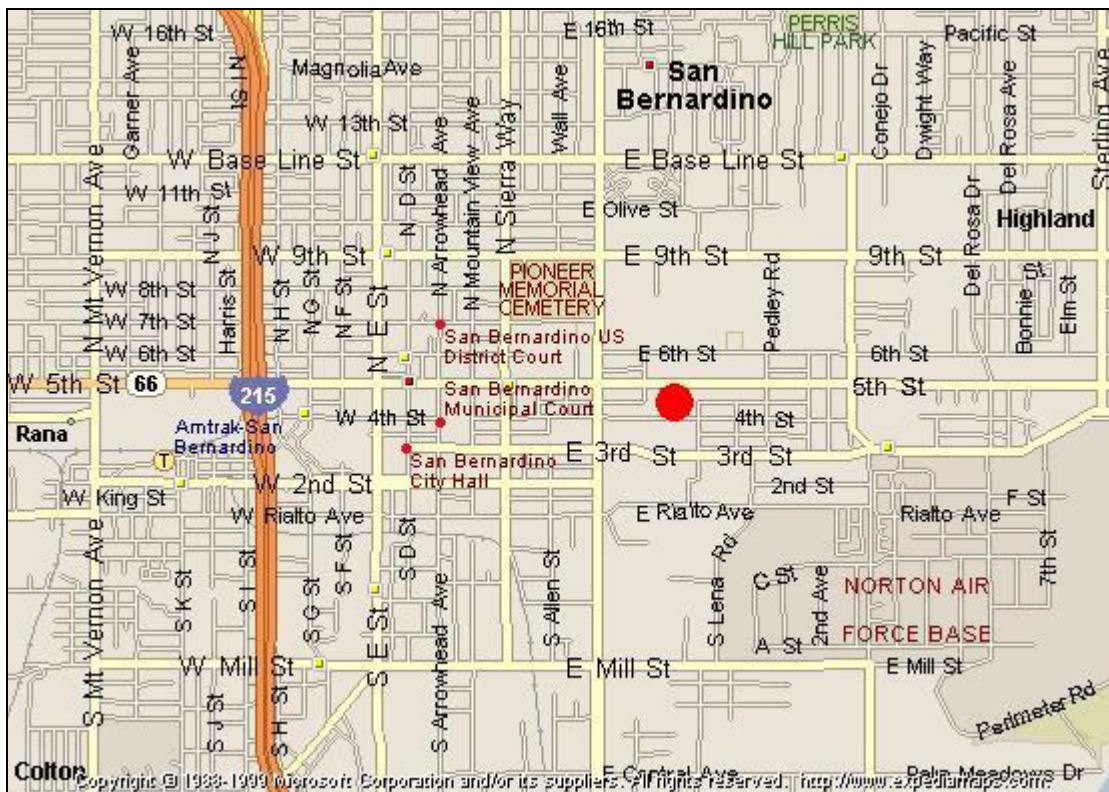 W 16th St
E 16th St
PERRIS
HILL PARK
Pacific St
Garner Ave
N I St
Magnolia Ave
San
Bernardino
Conejo Dr
Dwight Way
Del Rosa Ave
Sterling Ave
W 13th St
N Arrowhead Ave
N Mountain View Ave
N Sierra Way
Wall Ave
W Base Line St
E Base Line St
W 11th St
N Mt Vernon Ave
N J St
N D St
E Olive St
Highland
Del Rosa Dr
W 9th St
E 9th St
9th St
PIONEER
MEMORIAL
CEMETERY
W 8th St
W 7th St
W 6th St
Harris St
N H St
N G St
N F St
N E St
Pedley Rd
Bonnie
Elm St
San Bernardino US
District Court
E 6th St
6th St
W 5th St
66
215
5th St
San Bernardino
Municipal Court
W 4th St
4th St
Rana
Amtrak-San
Bernardino
T
E 3rd St
3rd St
San Bernardino
City Hall
W King St
W 2nd St
2nd St
W Rialto Ave
E Rialto Ave
Rialto Ave
F St
S Mt Vernon Ave
S K St
S I St
S G St
S F St
S D St
S E St
S Arrowhead Ave
S Allen St
S Lena Rd
C St
2nd Ave
7th St
NORTON AIR
FORCE BASE
A St
W Mill St
E Mill St
E Mill St
S J St
S H St
Perimeter Rd
Colton
E Central Ave
Palm Meadows Dr
Copyright © 1988-1999 Microsoft Corporation and/or its suppliers. All rights reserved. http://www.expediamaps.com